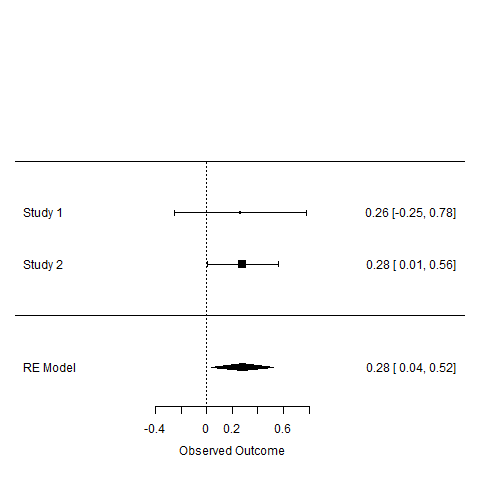 Study 1 0.26 [-0.25, 0.78]
Study 2 0.28 [ 0.01, 0.56]
RE Model 0.28 [ 0.04, 0.52]
-0.4 0 0.2 0.6
Observed Outcome